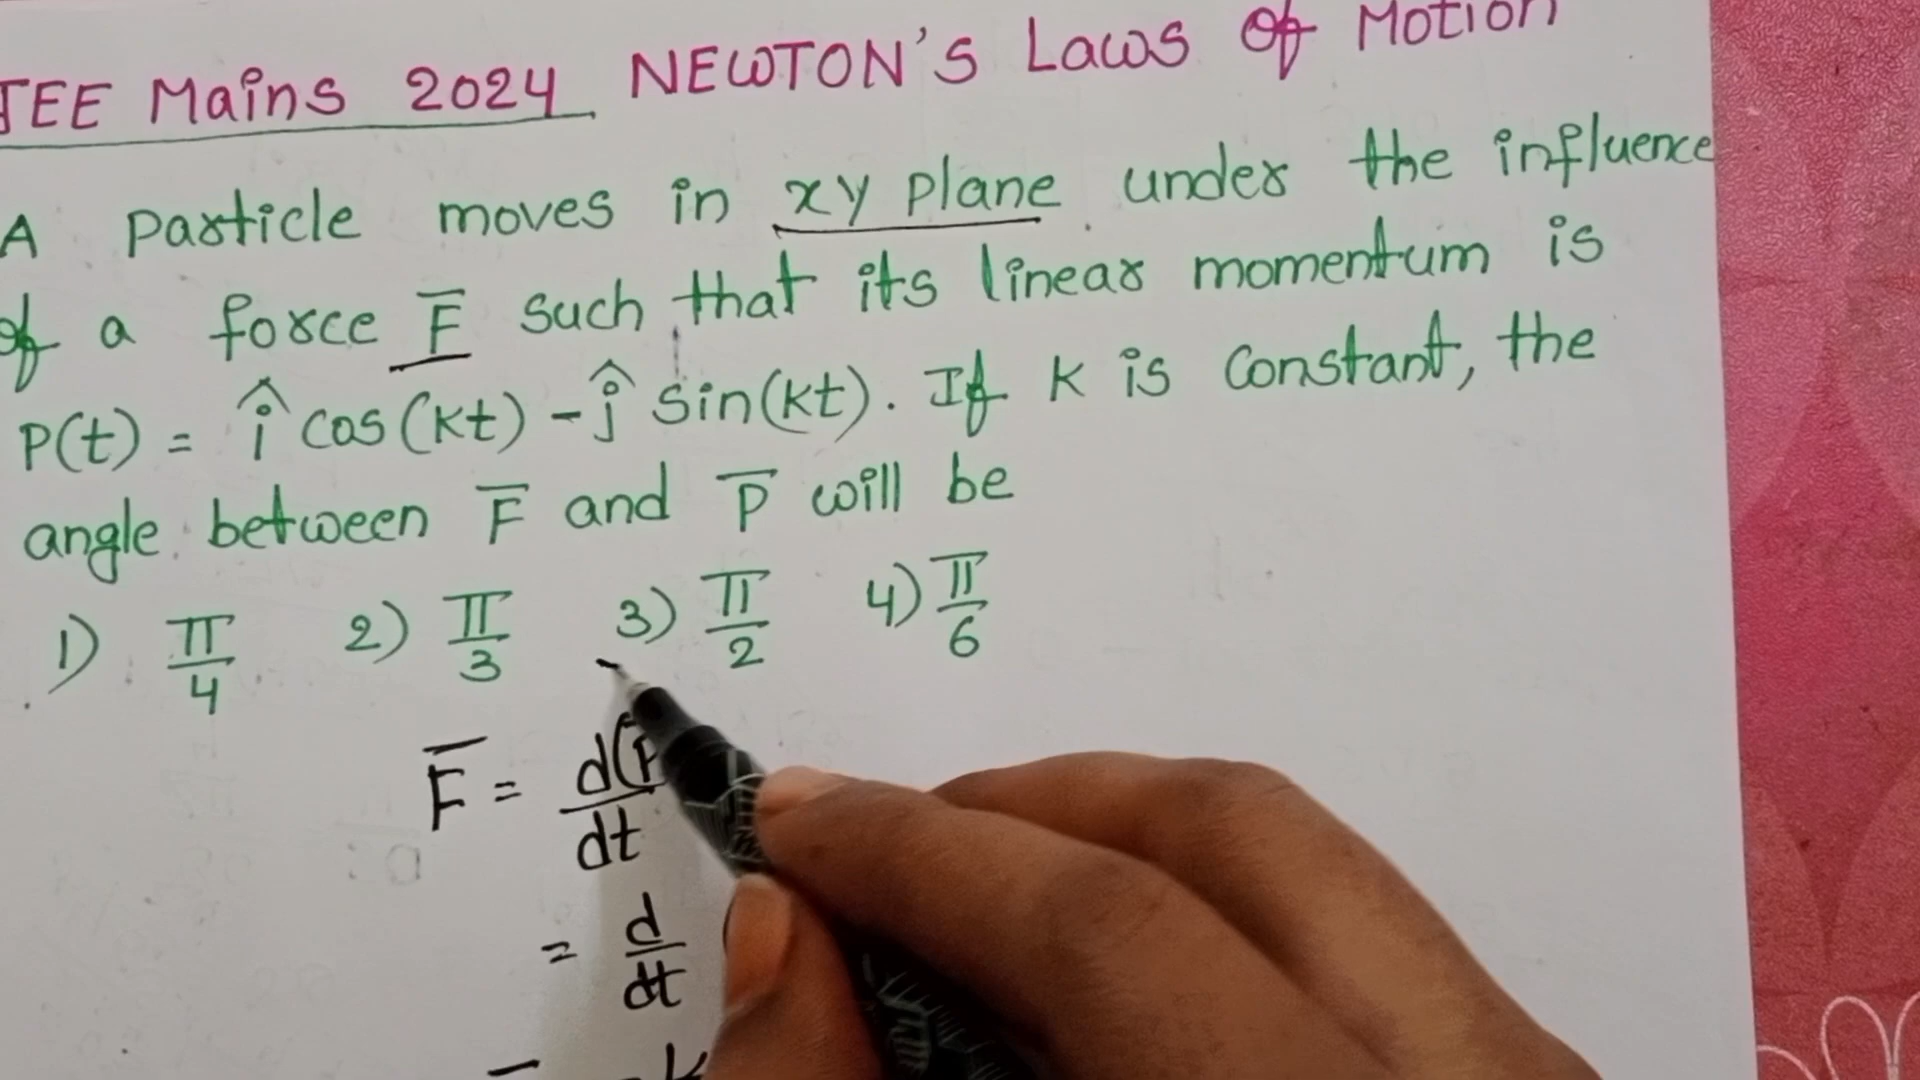 JEE Mains 2024 NEWTON'S Laws Of Motion
A particle moves in xy plane under the influence
of a force F̅ such that its linear momentum is
P(t) = î cos(kt) - ĵ sin(kt). If k is constant, the
angle between F̅ and P̅ will be
1) π/4 2) π/3 3) π/2 4) π/6
F̅ = d(P̅/dt
= d/dt